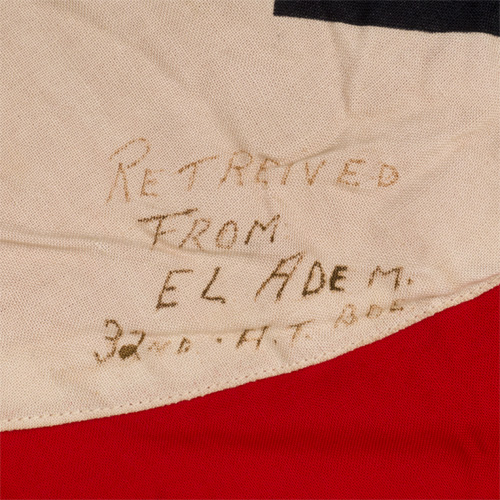 RETREIVED
FROM
EL ADEM.
32ND. A.T. BDE